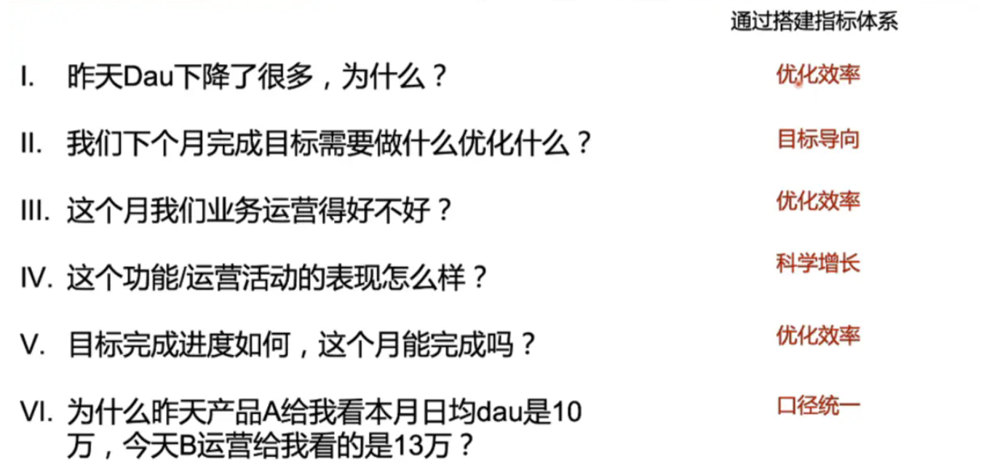 通过搭建指标体系
I. 昨天Dau下降了很多，为什么？
优化效率
II. 我们下个月完成目标需要做什么优化什么？
目标导向
III. 这个月我们业务运营得好不好？
优化效率
IV. 这个功能/运营活动的表现怎么样？
科学增长
V. 目标完成进度如何，这个月能完成吗？
优化效率
VI. 为什么昨天产品A给我看本月日均dau是10
万，今天B运营给我看的是13万？
口径统一